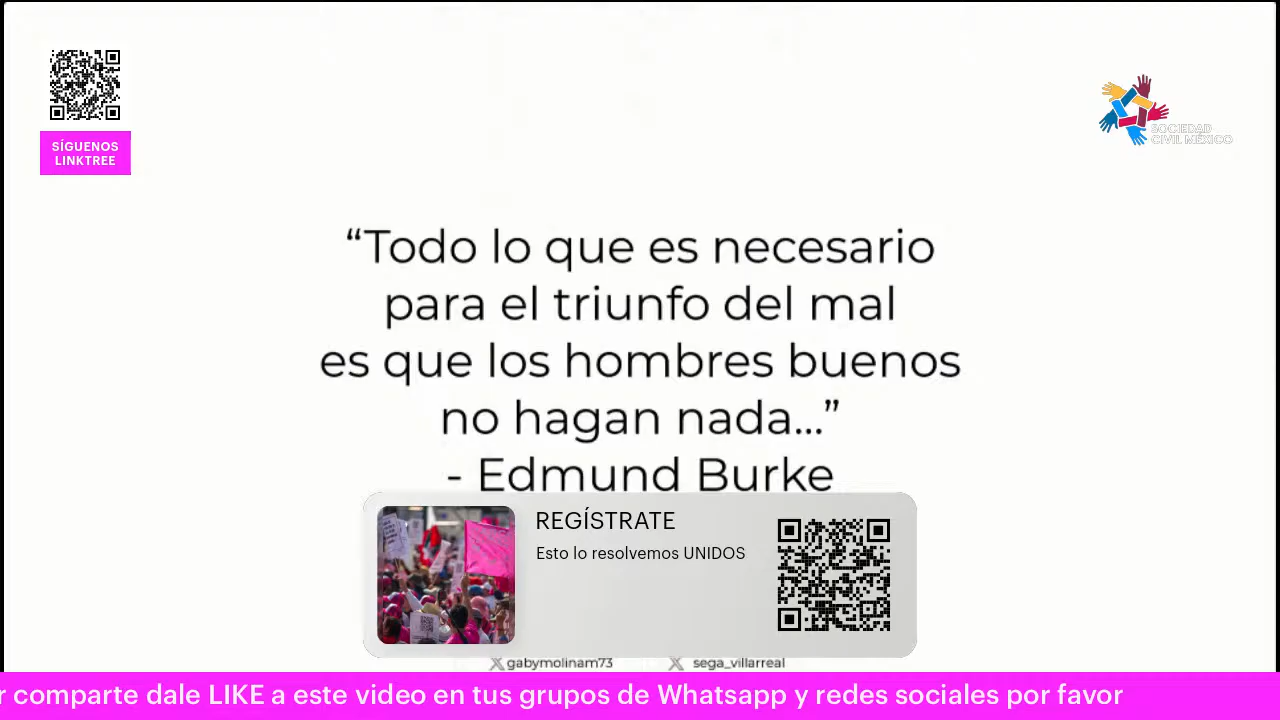 SÍGUENOS
LINKTREE
SOCIEDAD
CIVIL MÉXICO
“Todo lo que es necesario
para el triunfo del mal
es que los hombres buenos
no hagan nada...”
- Edmund Burke
REGÍSTRATE
Esto lo resolvemos UNIDOS
gabymolinam73 sega_villarreal
r comparte dale LIKE a este video en tus grupos de Whatsapp y redes sociales por favor